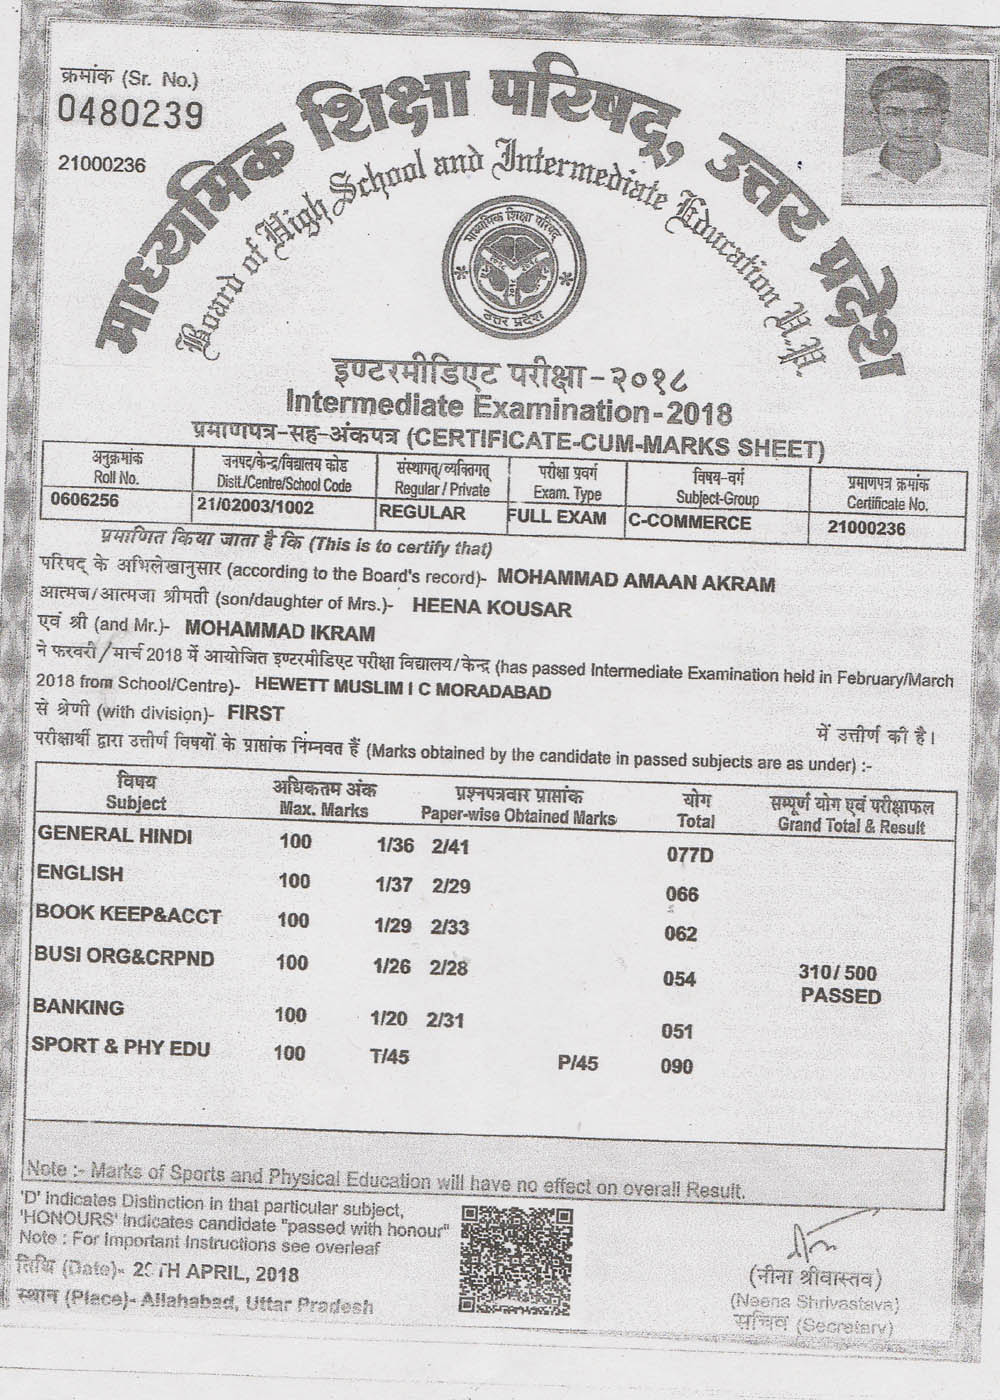 क्रमांक (Sr. No.)
0480239
21000236
माध्यमिक शिक्षा परिषद्, उत्तर प्रदेश
Board of High School and Intermediate Education U.P.
माध्यमिक शिक्षा परिषद्
उत्तर प्रदेश
इण्टरमीडिएट परीक्षा-२०१८
Intermediate Examination-2018
प्रमाणपत्र-सह-अंकपत्र (CERTIFICATE-CUM-MARKS SHEET)
अनुक्रमांक जनपद/केन्द्र/विद्यालय कोड संस्थागत्/व्यक्तिगत् परीक्षा प्रवर्ग विषय-वर्ग प्रमाणपत्र क्रमांक
Roll No. Distt./Centre/School Code Regular / Private Exam. Type Subject-Group Certificate No.
0606256 21/02003/1002 REGULAR FULL EXAM C-COMMERCE 21000236
प्रमाणित किया जाता है कि (This is to certify that)
परिषद के अभिलेखानुसार (according to the Board's record)- MOHAMMAD AMAAN AKRAM
आत्मज/आत्मजा श्रीमती (son/daughter of Mrs.)- HEENA KOUSAR
एवं श्री (and Mr.)- MOHAMMAD IKRAM
ने फरवरी/मार्च 2018 में आयोजित इण्टरमीडिएट परीक्षा विद्यालय/केन्द्र (has passed Intermediate Examination held in February/March
2018 from School/Centre)- HEWETT MUSLIM I C MORADABAD
से श्रेणी (with division)- FIRST में उत्तीर्ण की है।
परीक्षार्थी द्वारा उत्तीर्ण विषयों के प्राप्तांक निम्नवत हैं (Marks obtained by the candidate in passed subjects are as under) :-
विषय अधिकतम अंक प्रश्नपत्रवार प्राप्तांक योग सम्पूर्ण योग एवं परीक्षाफल
Subject Max. Marks Paper-wise Obtained Marks Total Grand Total & Result
GENERAL HINDI 100 1/36 2/41 077D
ENGLISH 100 1/37 2/29 066
BOOK KEEP&ACCT 100 1/29 2/33 062
BUSI ORG&CRPND 100 1/26 2/28 054 310/ 500
PASSED
BANKING 100 1/20 2/31 051
SPORT & PHY EDU 100 T/45 P/45 090
Note :- Marks of Sports and Physical Education will have no effect on overall Result.
'D' Indicates Distinction in that particular subject,
'HONOURS' Indicates candidate "passed with honour"
Note : For Important Instructions see overleaf
तिथि (Date)- APRIL, 2018
स्थान (Place)- Allahabad, Uttar Pradesh
(नीना श्रीवास्तव)
(Neena Shrivastava)
सचिव (Secretary)